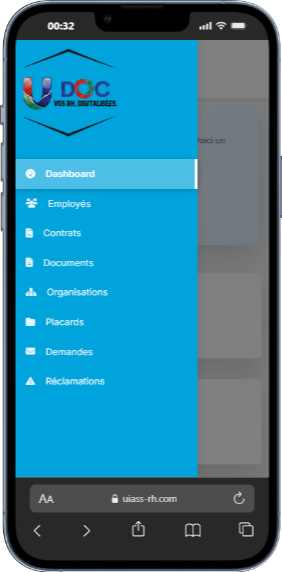 00:32
U DOC
VOS RH, DIGITALISÉES.
Voici un
Dashboard
Employés
Contrats
Documents
Organisations
Placards
Demandes
Réclamations
AA
uiass-rh.com